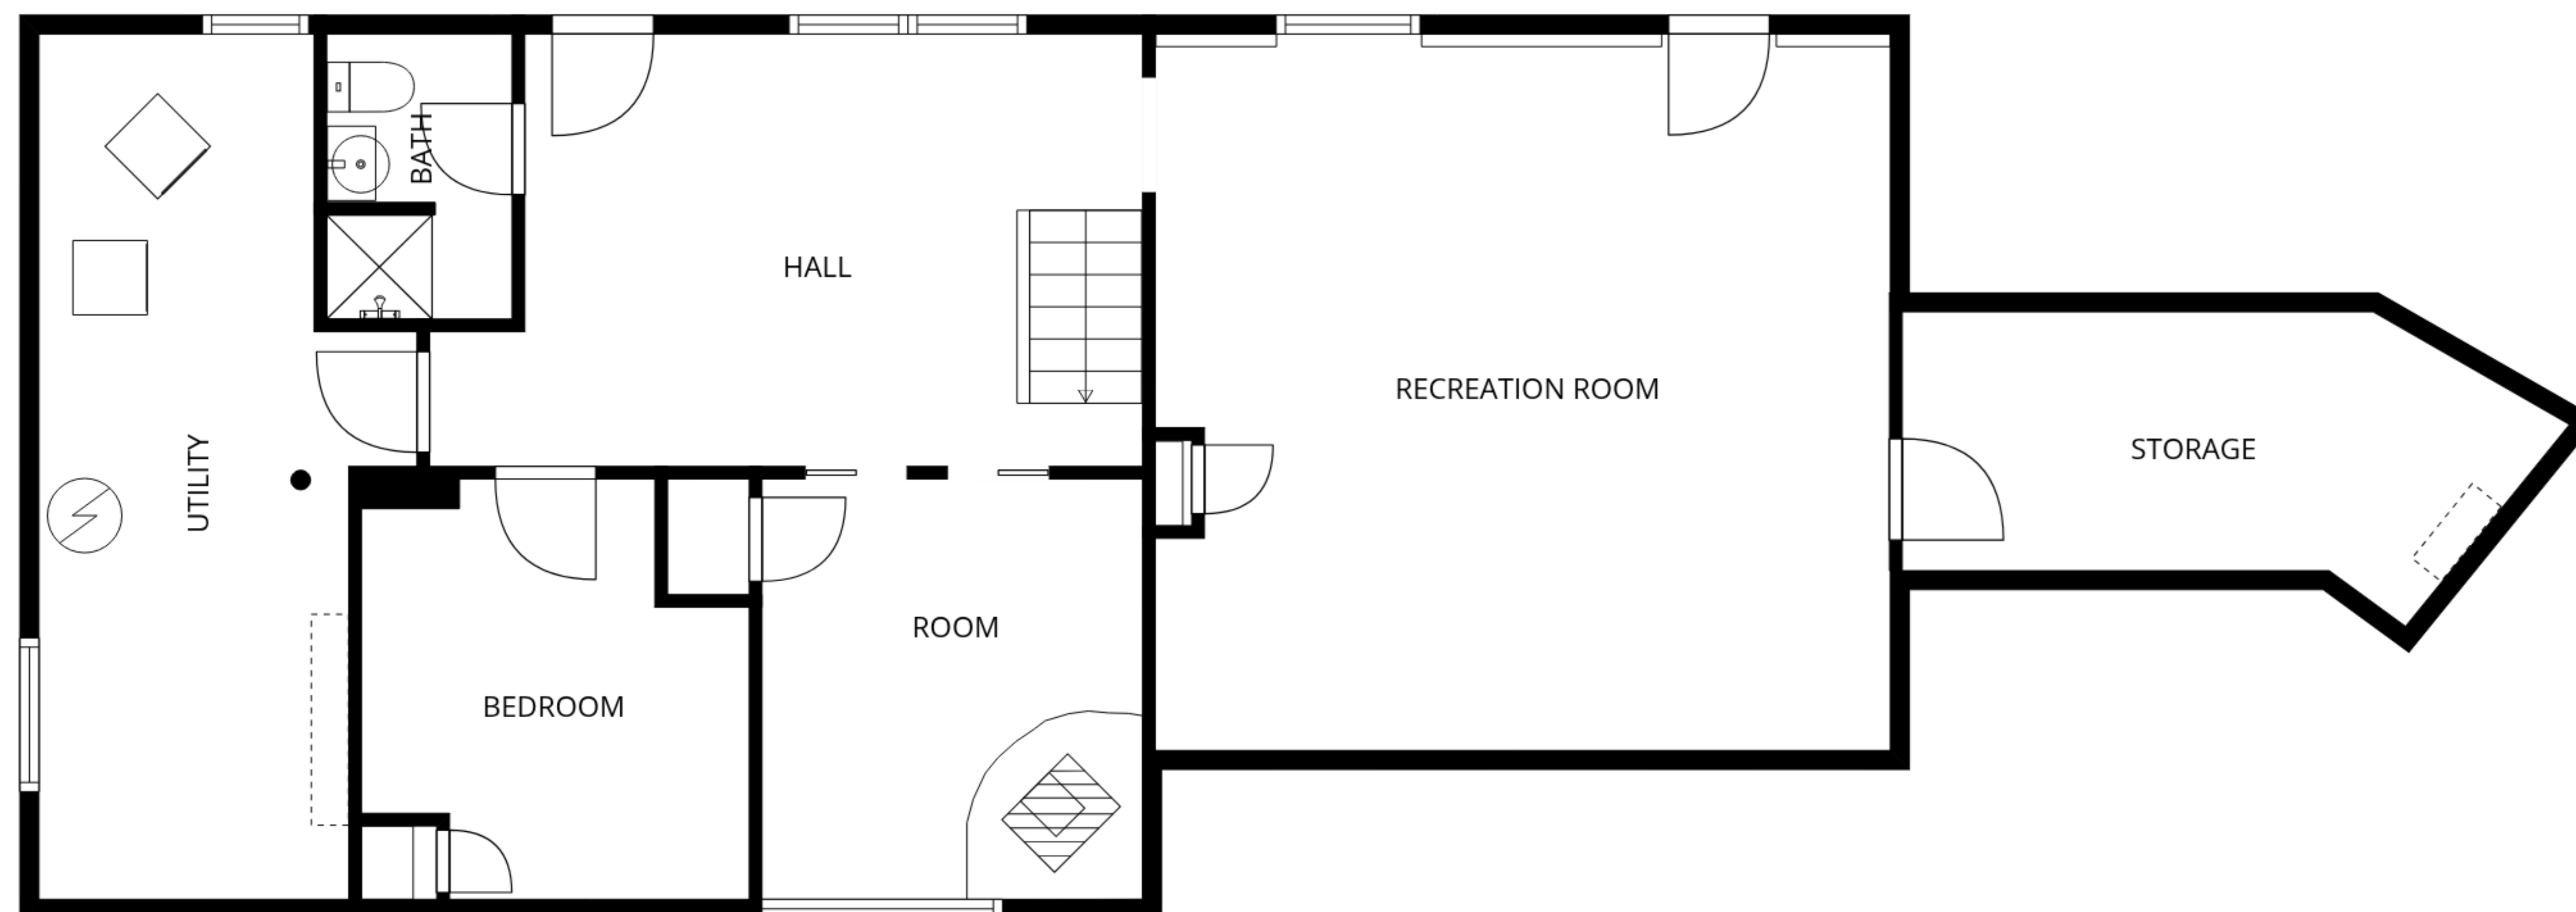 BATH
HALL
RECREATION ROOM
STORAGE
UTILITY
ROOM
BEDROOM